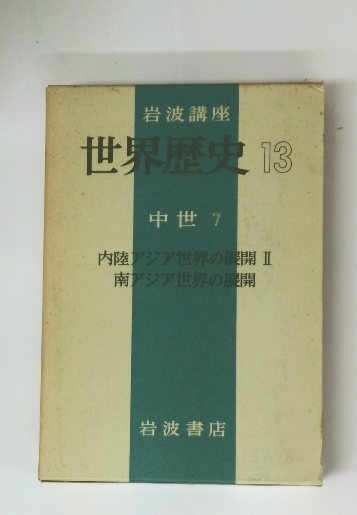 岩波講座
世界歴史 13
中世 7
内陸アジア世界の展開 Ⅱ
南アジア世界の展開
岩波書店